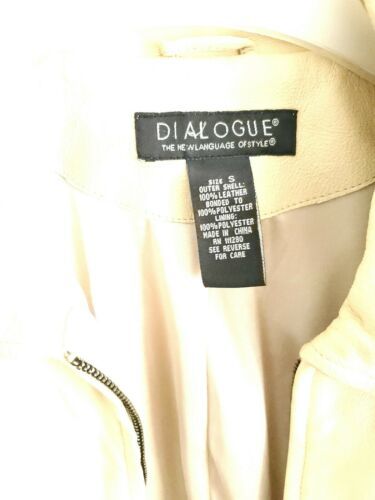 DIALOGUE®
THE NEW LANGUAGE OF STYLE®
SIZE S
OUTER SHELL:
100% LEATHER
BONDED TO
100% POLYESTER
LINING:
100% POLYESTER
MADE IN CHINA
RN 111280
SEE REVERSE
FOR CARE